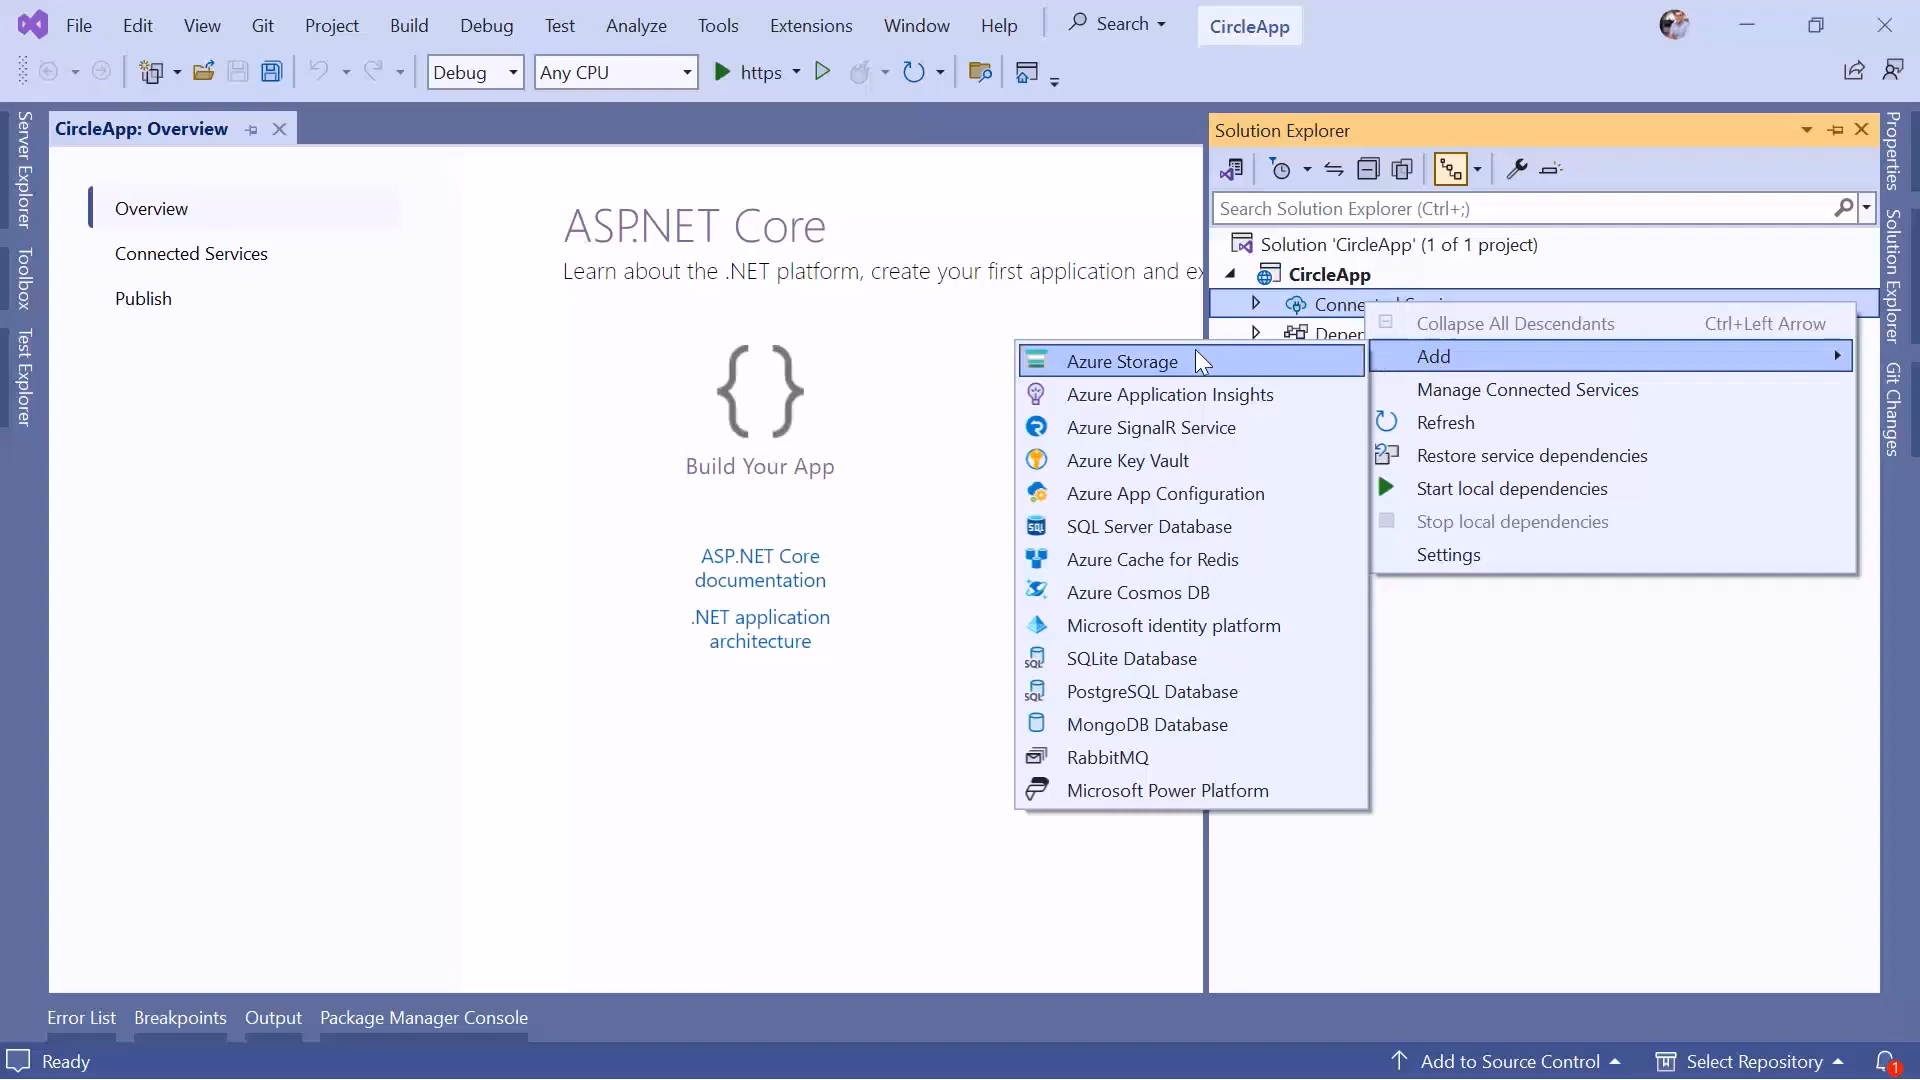 File Edit View Git Project Build Debug Test Analyze Tools Extensions Window Help Search CircleApp
Debug Any CPU https
Server Explorer
Toolbox
Test Explorer
CircleApp: Overview
Overview
Connected Services
Publish
ASP.NET Core
Learn about the .NET platform, create your first application and
Build Your App
ASP.NET Core
documentation
.NET application
architecture
Solution Explorer
Search Solution Explorer (Ctrl+;)
Solution 'CircleApp' (1 of 1 project)
CircleApp
Collapse All Descendants Ctrl+Left Arrow
Add
Manage Connected Services
Refresh
Restore service dependencies
Start local dependencies
Stop local dependencies
Settings
Azure Storage
Azure Application Insights
Azure SignalR Service
Azure Key Vault
Azure App Configuration
SQL Server Database
Azure Cache for Redis
Azure Cosmos DB
Microsoft identity platform
SQLite Database
PostgreSQL Database
MongoDB Database
RabbitMQ
Microsoft Power Platform
Properties
Solution Explorer
Git Changes
Error List Breakpoints Output Package Manager Console
Ready Add to Source Control Select Repository 1